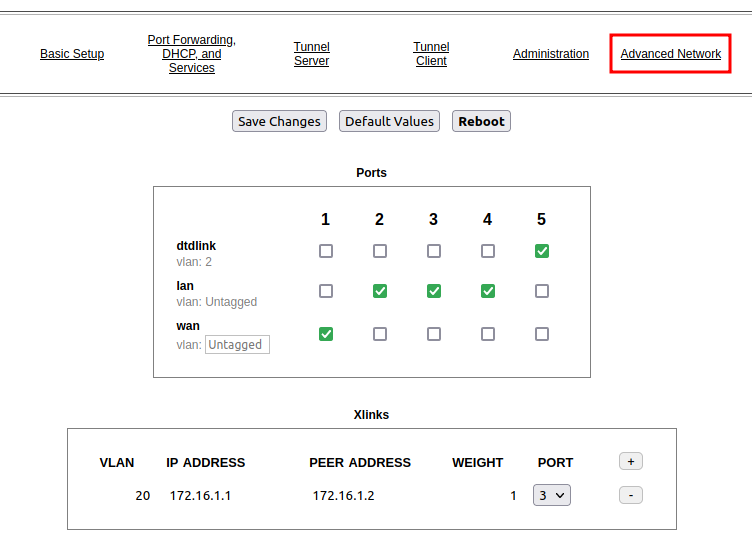 Basic Setup
Port Forwarding,
DHCP, and
Services
Tunnel
Server
Tunnel
Client
Administration
Advanced Network
Save Changes
Default Values
Reboot
Ports
1 2 3 4 5
dtdlink
vlan: 2
lan
vlan: Untagged
wan
vlan: Untagged
Xlinks
VLAN IP ADDRESS PEER ADDRESS WEIGHT PORT +
20 172.16.1.1 172.16.1.2 1 3 -